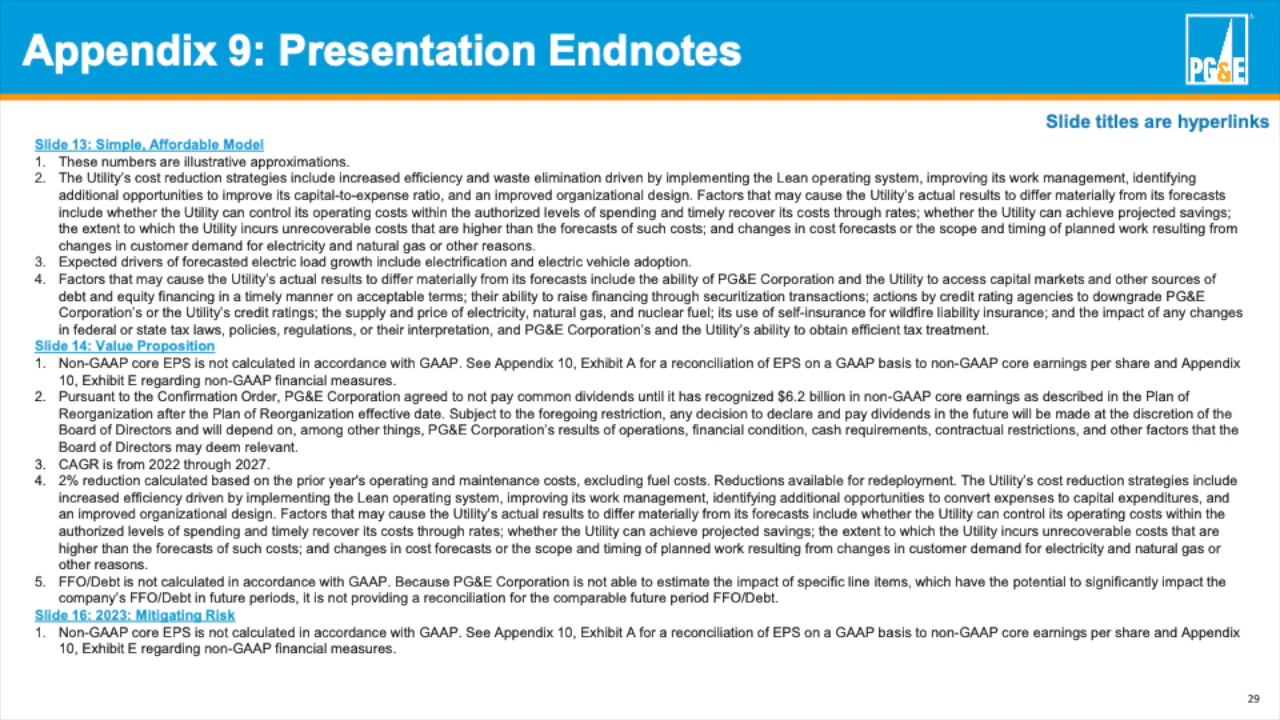 Appendix 9: Presentation Endnotes
PG&E
Slide titles are hyperlinks
Slide 13: Simple, Affordable Model
1. These numbers are illustrative approximations.
2. The Utility's cost reduction strategies include increased efficiency and waste elimination driven by implementing the Lean operating system, improving its work management, identifying
additional opportunities to improve its capital-to-expense ratio, and an improved organizational design. Factors that may cause the Utility's actual results to differ materially from its forecasts
include whether the Utility can control its operating costs within the authorized levels of spending and timely recover its costs through rates; whether the Utility can achieve projected savings;
the extent to which the Utility incurs unrecoverable costs that are higher than the forecasts of such costs; and changes in cost forecasts or the scope and timing of planned work resulting from
changes in customer demand for electricity and natural gas or other reasons.
3. Expected drivers of forecasted electric load growth include electrification and electric vehicle adoption.
4. Factors that may cause the Utility's actual results to differ materially from its forecasts include the ability of PG&E Corporation and the Utility to access capital markets and other sources of
debt and equity financing in a timely manner on acceptable terms; their ability to raise financing through securitization transactions; actions by credit rating agencies to downgrade PG&E
Corporation's or the Utility's credit ratings; the supply and price of electricity, natural gas, and nuclear fuel; its use of self-insurance for wildfire liability insurance; and the impact of any changes
in federal or state tax laws, policies, regulations, or their interpretation, and PG&E Corporation's and the Utility's ability to obtain efficient tax treatment.
Slide 14: Value Proposition
1. Non-GAAP core EPS is not calculated in accordance with GAAP. See Appendix 10, Exhibit A for a reconciliation of EPS on a GAAP basis to non-GAAP core earnings per share and Appendix
10, Exhibit E regarding non-GAAP financial measures.
2. Pursuant to the Confirmation Order, PG&E Corporation agreed to not pay common dividends until it has recognized $6.2 billion in non-GAAP core earnings as described in the Plan of
Reorganization after the Plan of Reorganization effective date. Subject to the foregoing restriction, any decision to declare and pay dividends in the future will be made at the discretion of the
Board of Directors and will depend on, among other things, PG&E Corporation's results of operations, financial condition, cash requirements, contractual restrictions, and other factors that the
Board of Directors may deem relevant.
3. CAGR is from 2022 through 2027.
4. 2% reduction calculated based on the prior year's operating and maintenance costs, excluding fuel costs. Reductions available for redeployment. The Utility's cost reduction strategies include
increased efficiency driven by implementing the Lean operating system, improving its work management, identifying additional opportunities to convert expenses to capital expenditures, and
an improved organizational design. Factors that may cause the Utility's actual results to differ materially from its forecasts include whether the Utility can control its operating costs within the
authorized levels of spending and timely recover its costs through rates; whether the Utility can achieve projected savings; the extent to which the Utility incurs unrecoverable costs that are
higher than the forecasts of such costs; and changes in cost forecasts or the scope and timing of planned work resulting from changes in customer demand for electricity and natural gas or
other reasons.
5. FFO/Debt is not calculated in accordance with GAAP. Because PG&E Corporation is not able to estimate the impact of specific line items, which have the potential to significantly impact the
company's FFO/Debt in future periods, it is not providing a reconciliation for the comparable future period FFO/Debt.
Slide 16: 2023: Mitigating Risk
1. Non-GAAP core EPS is not calculated in accordance with GAAP. See Appendix 10, Exhibit A for a reconciliation of EPS on a GAAP basis to non-GAAP core earnings per share and Appendix
10, Exhibit E regarding non-GAAP financial measures.
29